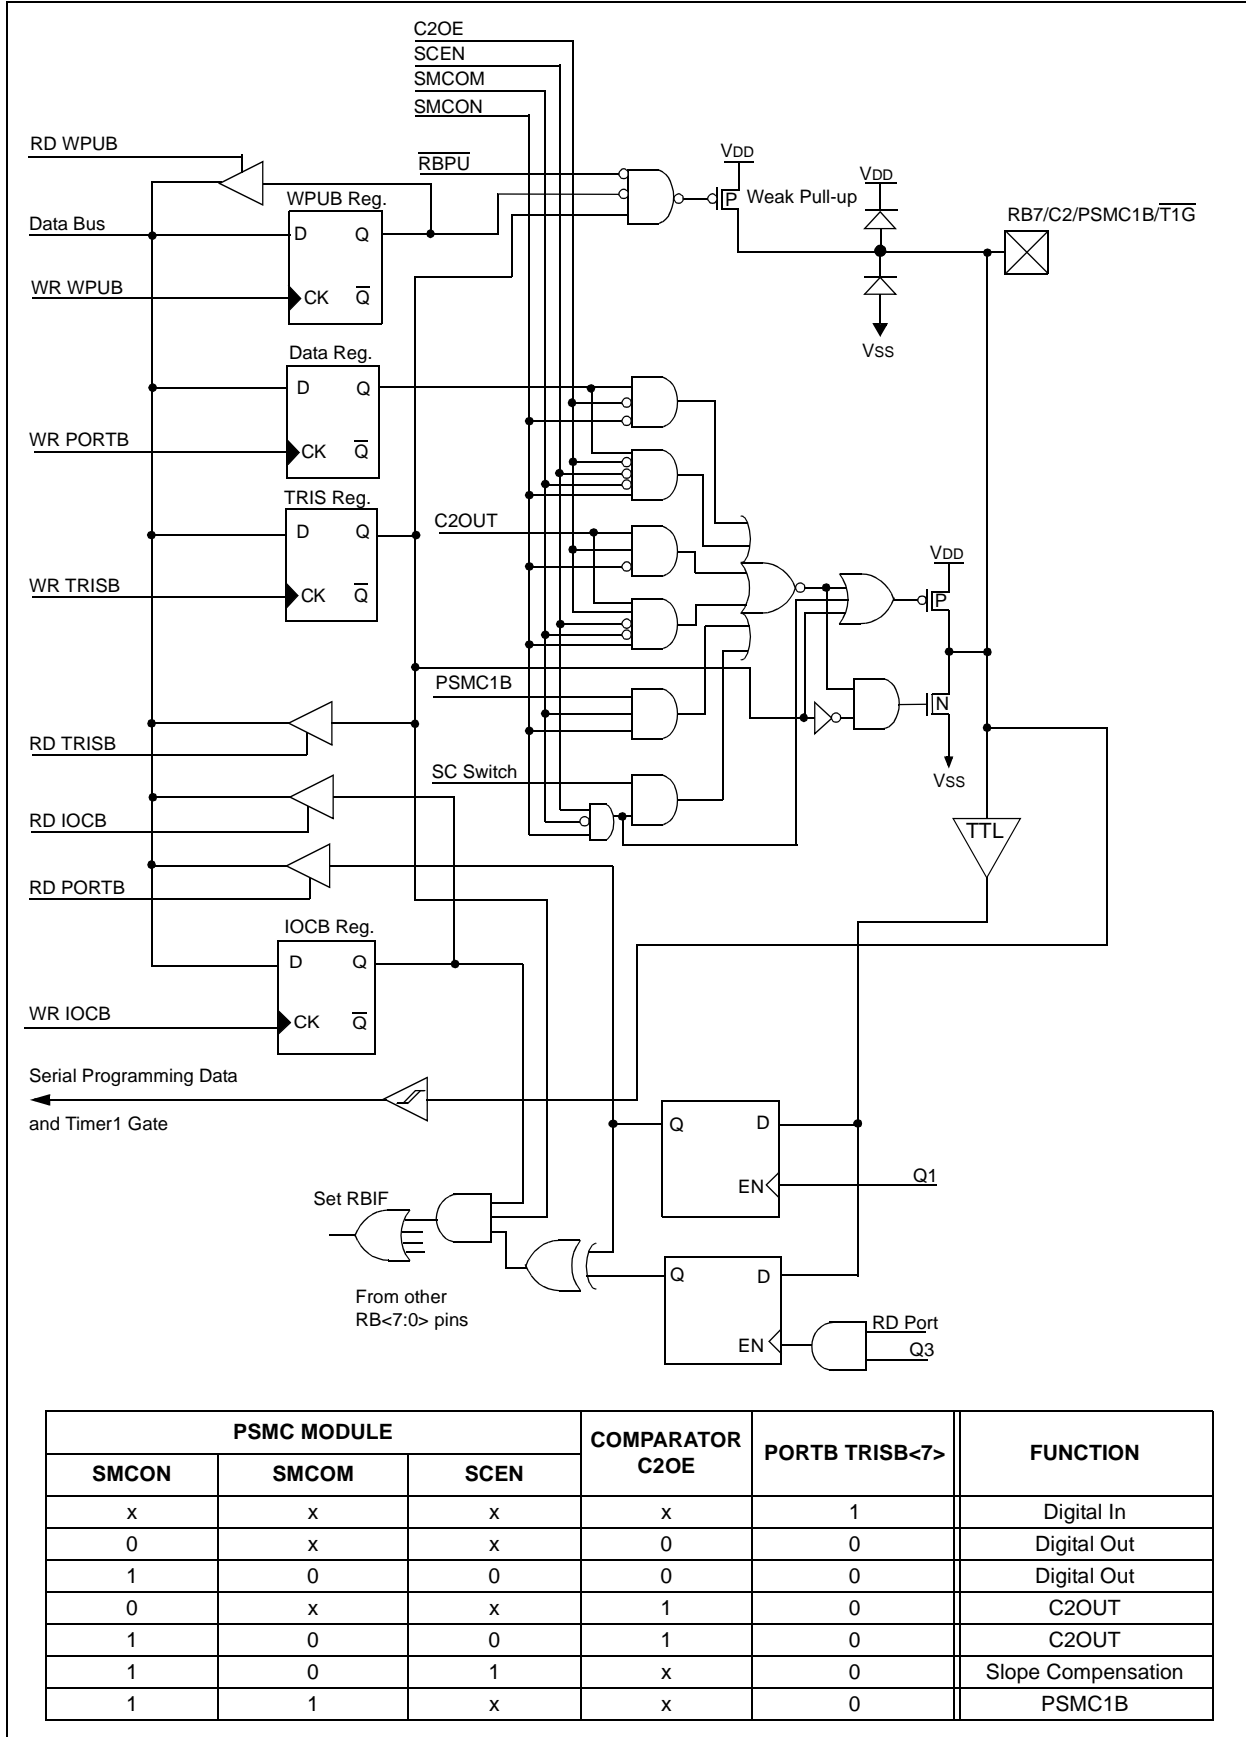 C2OE
SCEN
SMCOM
SMCON
RD WPUB
RBPU
VDD
Weak Pull-up
P
VDD
WPUB Reg.
Data Bus
D Q
RB7/C2/PSMC1B/T1G
WR WPUB
CK Q
VSS
Data Reg.
D Q
WR PORTB
CK Q
TRIS Reg.
C2OUT
D Q
VDD
WR TRISB
CK Q
P
PSMC1B
N
RD TRISB
SC Switch
VSS
RD IOCB
TTL
RD PORTB
IOCB Reg.
D Q
WR IOCB
CK Q
Serial Programming Data
and Timer1 Gate
Q D
EN
Q1
Set RBIF
Q D
From other
RB<7:0> pins
EN
RD Port
Q3
PSMC MODULE COMPARATOR C2OE PORTB TRISB<7> FUNCTION
SMCON SMCOM SCEN
x x x x 1 Digital In
0 x x 0 0 Digital Out
1 0 0 0 0 Digital Out
0 x x 1 0 C2OUT
1 0 0 1 0 C2OUT
1 0 1 x 0 Slope Compensation
1 1 x x 0 PSMC1B